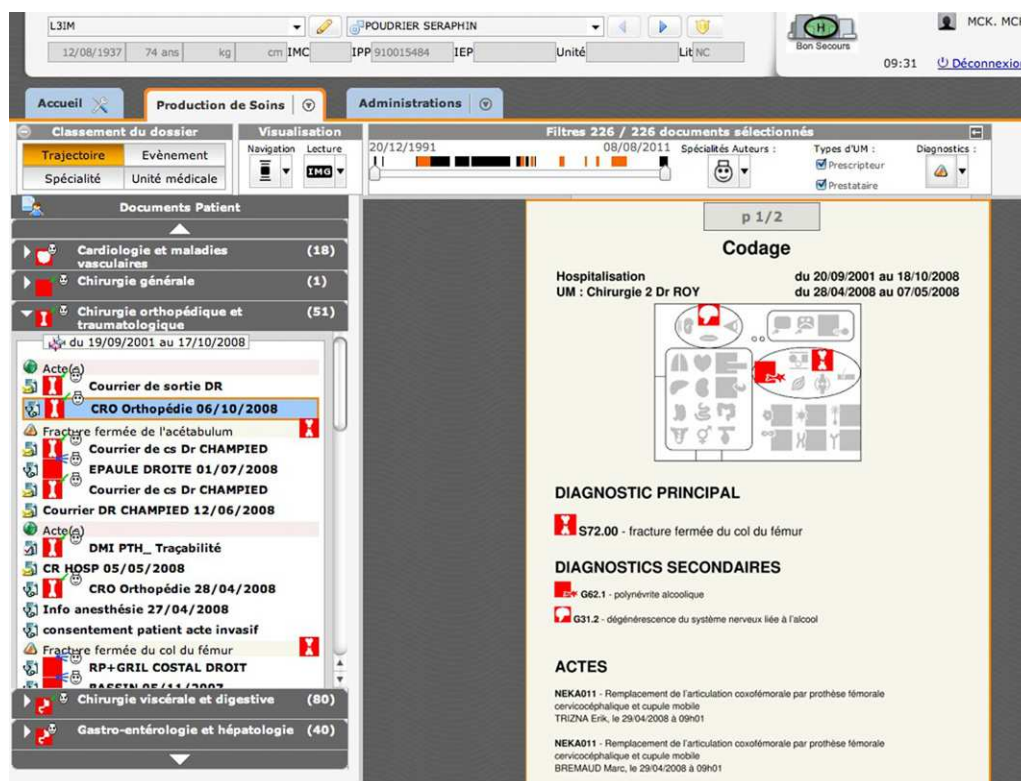 L3IM
POUDRIER SERAPHIN
MCK. MCK
12/08/1937 74 ans kg cm IMC IPP 910015484 IEP Unité Lit NC
Bon Secours
09:31 Déconnexion
Accueil Production de Soins Administrations
Classement du dossier Visualisation Filtres 226 / 226 documents sélectionnés
Trajectoire Evènement
Spécialité Unité médicale
Navigation Lecture
IMG
20/12/1991 08/08/2011
Spécialités Auteurs : Types d'UM : Diagnostics :
Prescripteur
Prestataire
Documents Patient
Cardiologie et maladies vasculaires (18)
Chirurgie générale (1)
Chirurgie orthopédique et traumatologique (51)
du 19/09/2001 au 17/10/2008
Acte(s)
Courrier de sortie DR
CRO Orthopédie 06/10/2008
Fracture fermée de l'acétabulum
Courrier de cs Dr CHAMPIED
EPAULE DROITE 01/07/2008
Courrier de cs Dr CHAMPIED
Courrier DR CHAMPIED 12/06/2008
Acte(s)
DMI PTH_ Traçabilité
CR HOSP 05/05/2008
CRO Orthopédie 28/04/2008
Info anesthésie 27/04/2008
consentement patient acte invasif
Fracture fermée du col du fémur
RP+GRIL COSTAL DROIT
BASSIN 05/11/2007
Chirurgie viscérale et digestive (80)
Gastro-entérologie et hépatologie (40)
p 1/2
Codage
Hospitalisation du 20/09/2001 au 18/10/2008
UM : Chirurgie 2 Dr ROY du 28/04/2008 au 07/05/2008
DIAGNOSTIC PRINCIPAL
S72.00 - fracture fermée du col du fémur
DIAGNOSTICS SECONDAIRES
G62.1 - polynévrite alcoolique
G31.2 - dégénérescence du système nerveux liée à l'alcool
ACTES
NEKA011 - Remplacement de l'articulation coxofémorale par prothèse fémorale
cervicocéphalique et cupule mobile
TRIZNA Erik, le 29/04/2008 à 09h01
NEKA011 - Remplacement de l'articulation coxofémorale par prothèse fémorale
cervicocéphalique et cupule mobile
BREMAUD Marc, le 29/04/2008 à 09h01